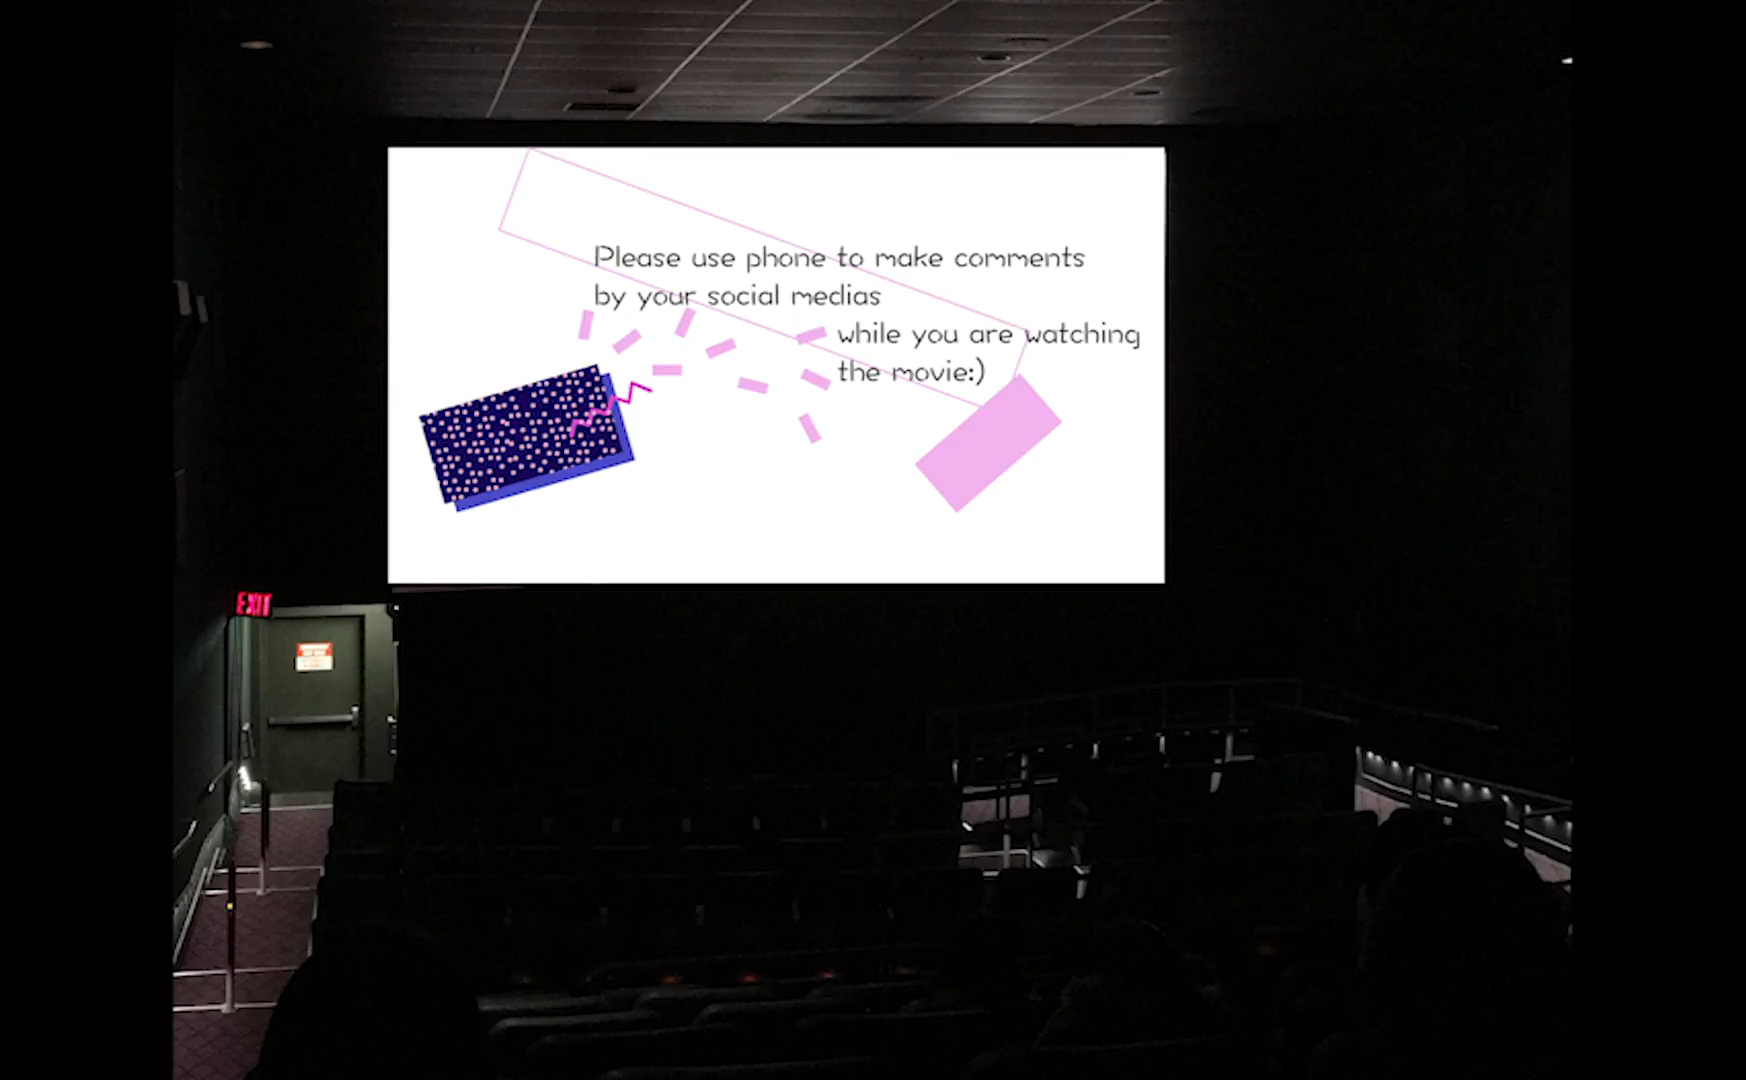 Please use phone to make comments
by your social medias
while you are watching
the movie:)
EXIT